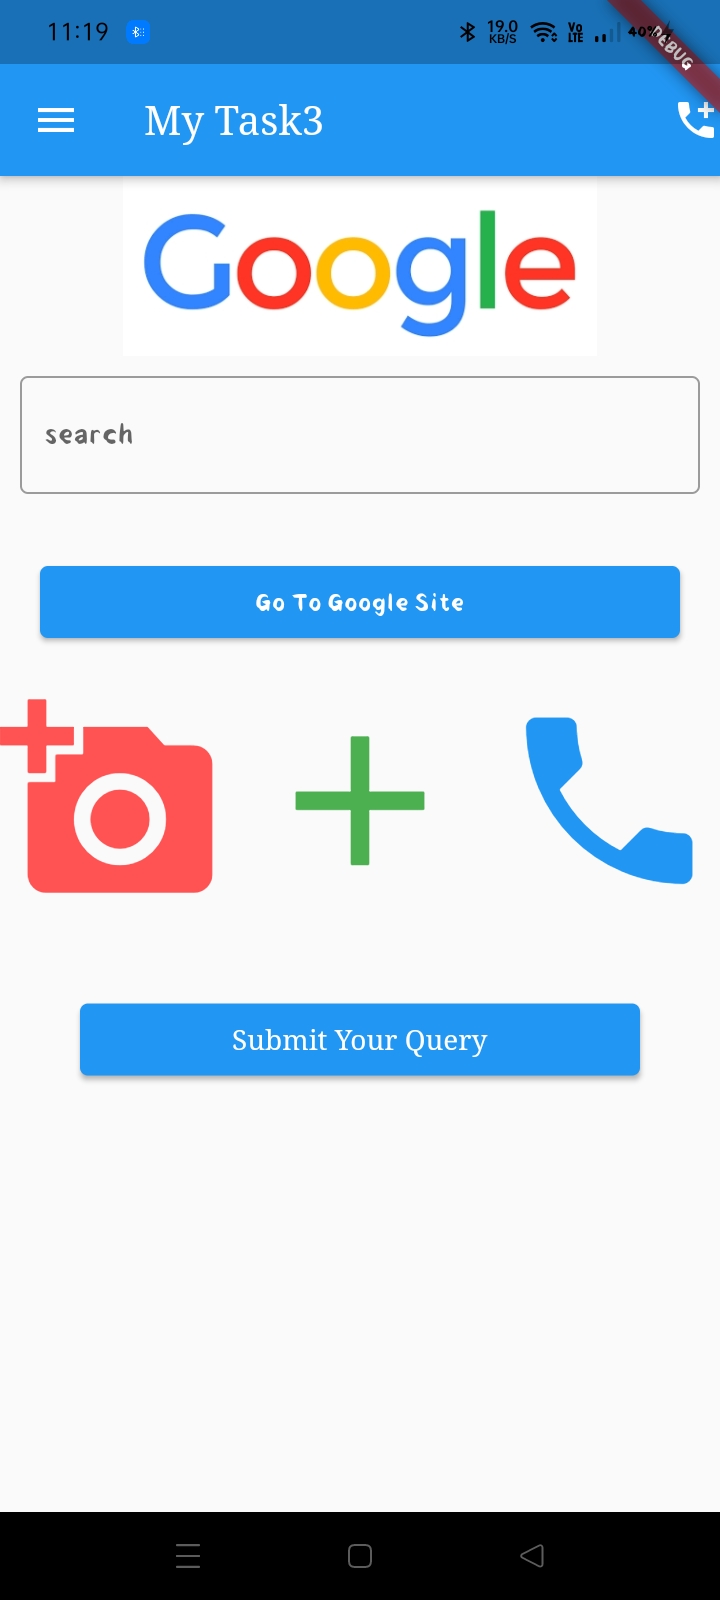 11:19
19.0
KB/S
Vo
LTE
40%
DEBUG
My Task3
Google
search
Go To Google Site
Submit Your Query